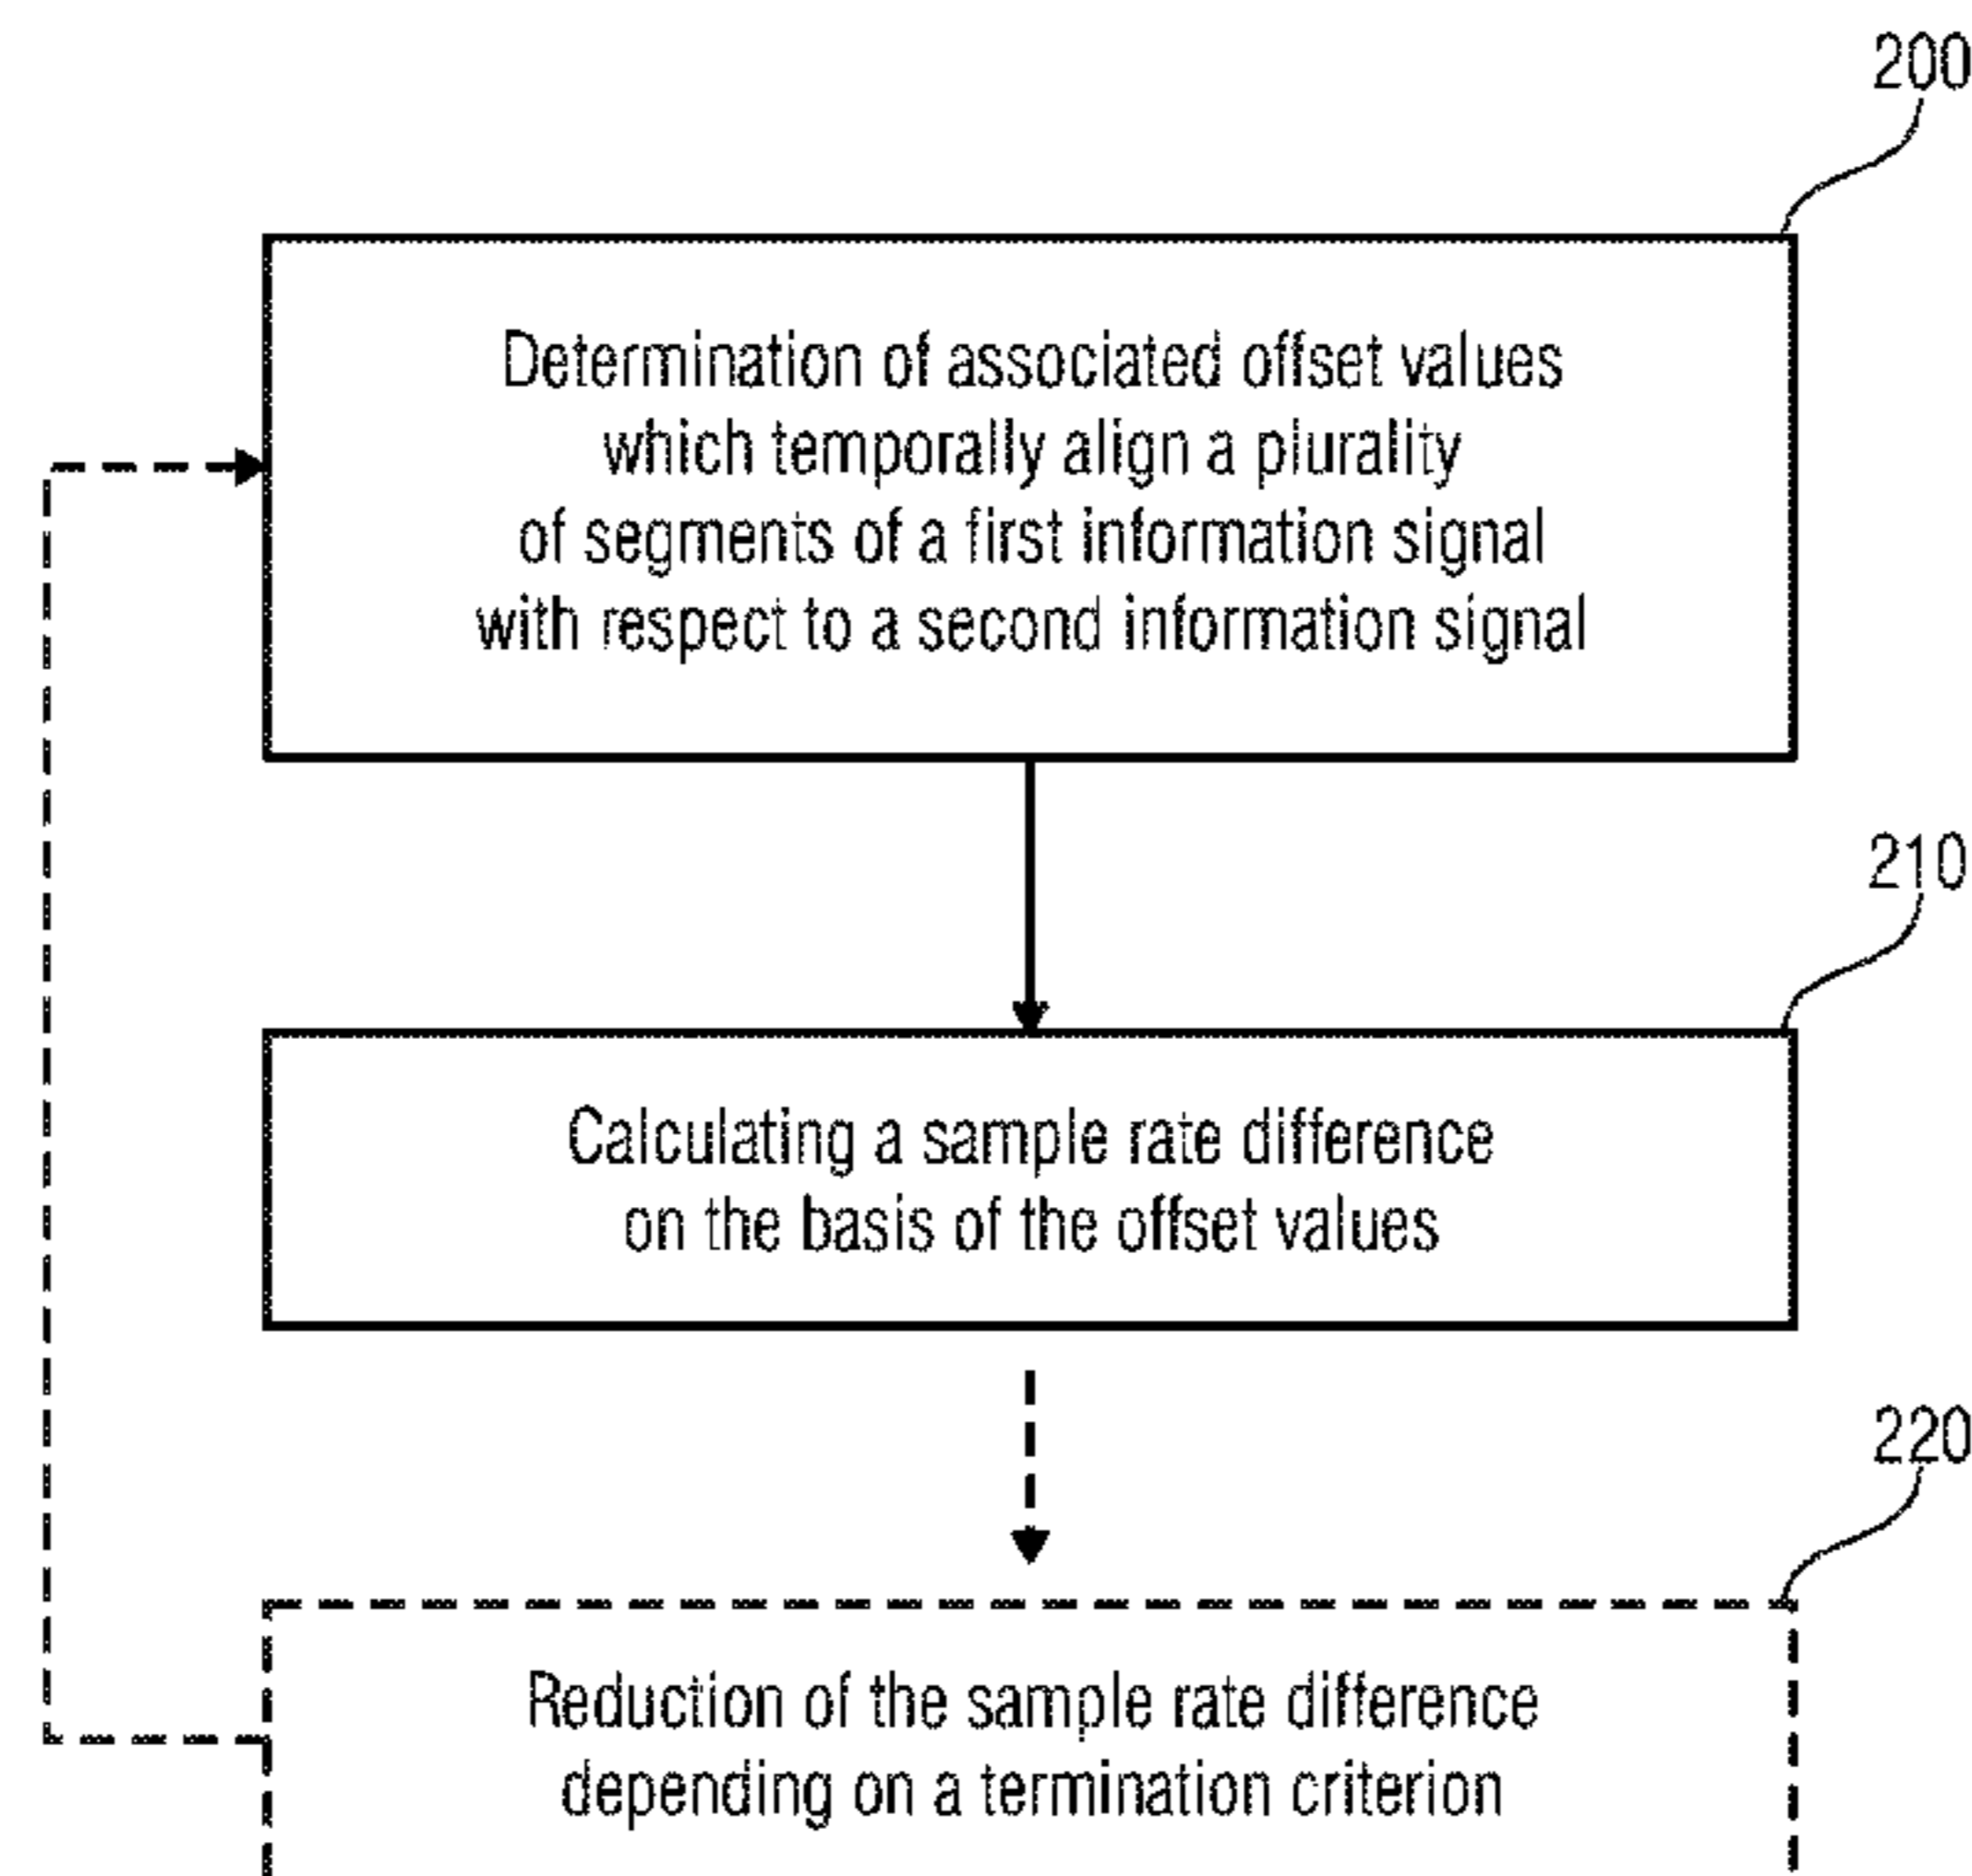 200
Determination of associated offset values
which temporally align a plurality
of segments of a first information signal
with respect to a second information signal
210
Calculating a sample rate difference
on the basis of the offset values
220
Reduction of the sample rate difference
depending on a termination criterion